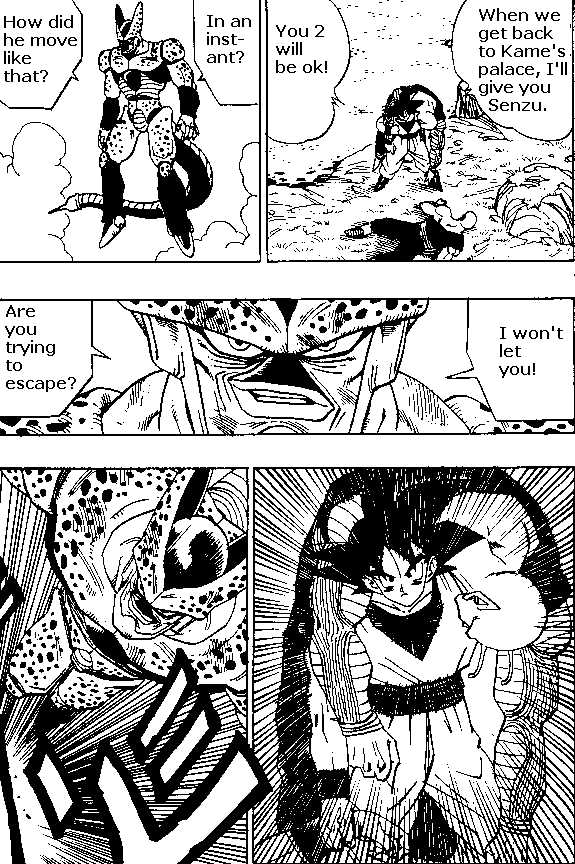 When we
get back
to Kame's
palace, I'll
give you
Senzu.
You 2
will
be ok!
In an
inst-
ant?
How did
he move
like
that?
I won't
let
you!
Are
you
trying
to
escape?